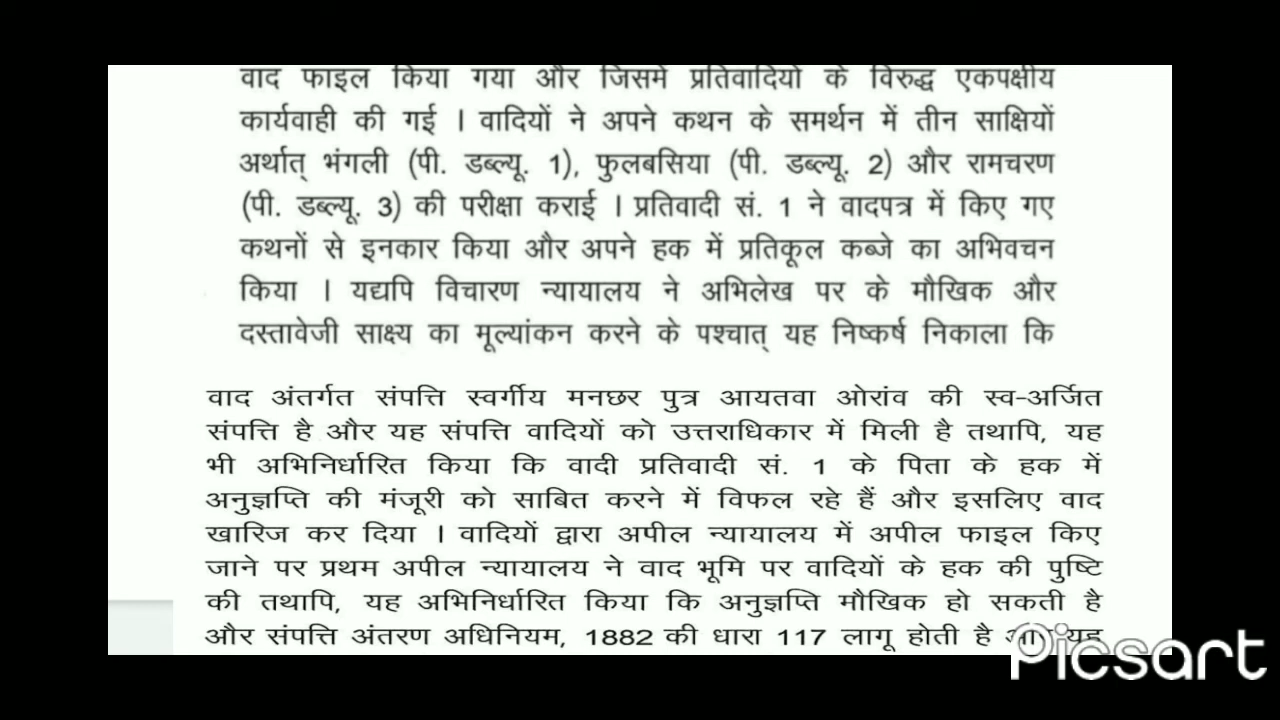 वाद फाइल किया गया और जिसमें प्रतिवादियों के विरुद्ध एकपक्षीय
कार्यवाही की गई । वादियों ने अपने कथन के समर्थन में तीन साक्षियों
अर्थात् भंगली (पी. डब्ल्यू. 1), फुलबसिया (पी. डब्ल्यू. 2) और रामचरण
(पी. डब्ल्यू. 3) की परीक्षा कराई । प्रतिवादी सं. 1 ने वादपत्र में किए गए
कथनों से इनकार किया और अपने हक में प्रतिकूल कब्जे का अभिवचन
किया । यद्यपि विचारण न्यायालय ने अभिलेख पर के मौखिक और
दस्तावेजी साक्ष्य का मूल्यांकन करने के पश्चात् यह निष्कर्ष निकाला कि
वाद अंतर्गत संपत्ति स्वर्गीय मनछर पुत्र आयतवा ओरांव की स्व-अर्जित
संपत्ति है और यह संपत्ति वादियों को उत्तराधिकार में मिली है तथापि, यह
भी अभिनिर्धारित किया कि वादी प्रतिवादी सं. 1 के पिता के हक में
अनुज्ञप्ति की मंजूरी को साबित करने में विफल रहे हैं और इसलिए वाद
खारिज कर दिया । वादियों द्वारा अपील न्यायालय में अपील फाइल किए
जाने पर प्रथम अपील न्यायालय ने वाद भूमि पर वादियों के हक की पुष्टि
की तथापि, यह अभिनिर्धारित किया कि अनुज्ञप्ति मौखिक हो सकती है
और संपत्ति अंतरण अधिनियम, 1882 की धारा 117 लागू होती है यह
Picsart